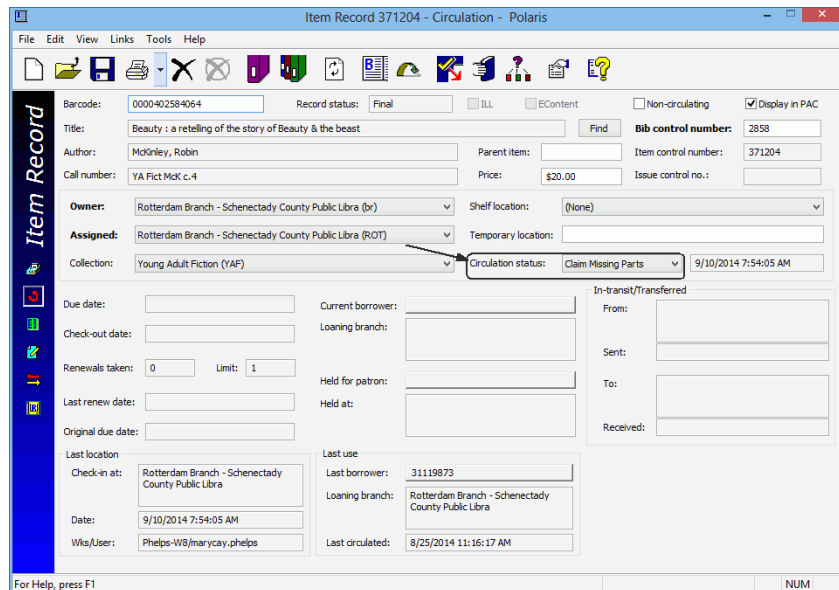 Item Record 371204 - Circulation - Polaris
File Edit View Links Tools Help
Item Record
Barcode: 0000402584064 Record status: Final ILL EContent Non-circulating Display in PAC
Title: Beauty : a retelling of the story of Beauty & the beast Find Bib control number: 2858
Author: McKinley, Robin Parent item: Item control number: 371204
Call number: YA Fict McK c.4 Price: $20.00 Issue control no.:
Owner: Rotterdam Branch - Schenectady County Public Libra (br) Shelf location: (None)
Assigned: Rotterdam Branch - Schenectady County Public Libra (ROT) Temporary location:
Collection: Young Adult Fiction (YAF) Circulation status: Claim Missing Parts 9/10/2014 7:54:05 AM
In-transit/Transferred
Due date: Current borrower: From:
Check-out date: Loaning branch:
Sent:
Renewals taken: 0 Limit: 1
Held for patron: To:
Last renew date: Held at:
Original due date: Received:
Last location Last use
Check-in at: Rotterdam Branch - Schenectady Last borrower: 31119873
County Public Libra
Loaning branch: Rotterdam Branch - Schenectady
County Public Libra
Date: 9/10/2014 7:54:05 AM
Wks/User: Phelps-W8/marycay.phelps Last circulated: 8/25/2014 11:16:17 AM
For Help, press F1 NUM